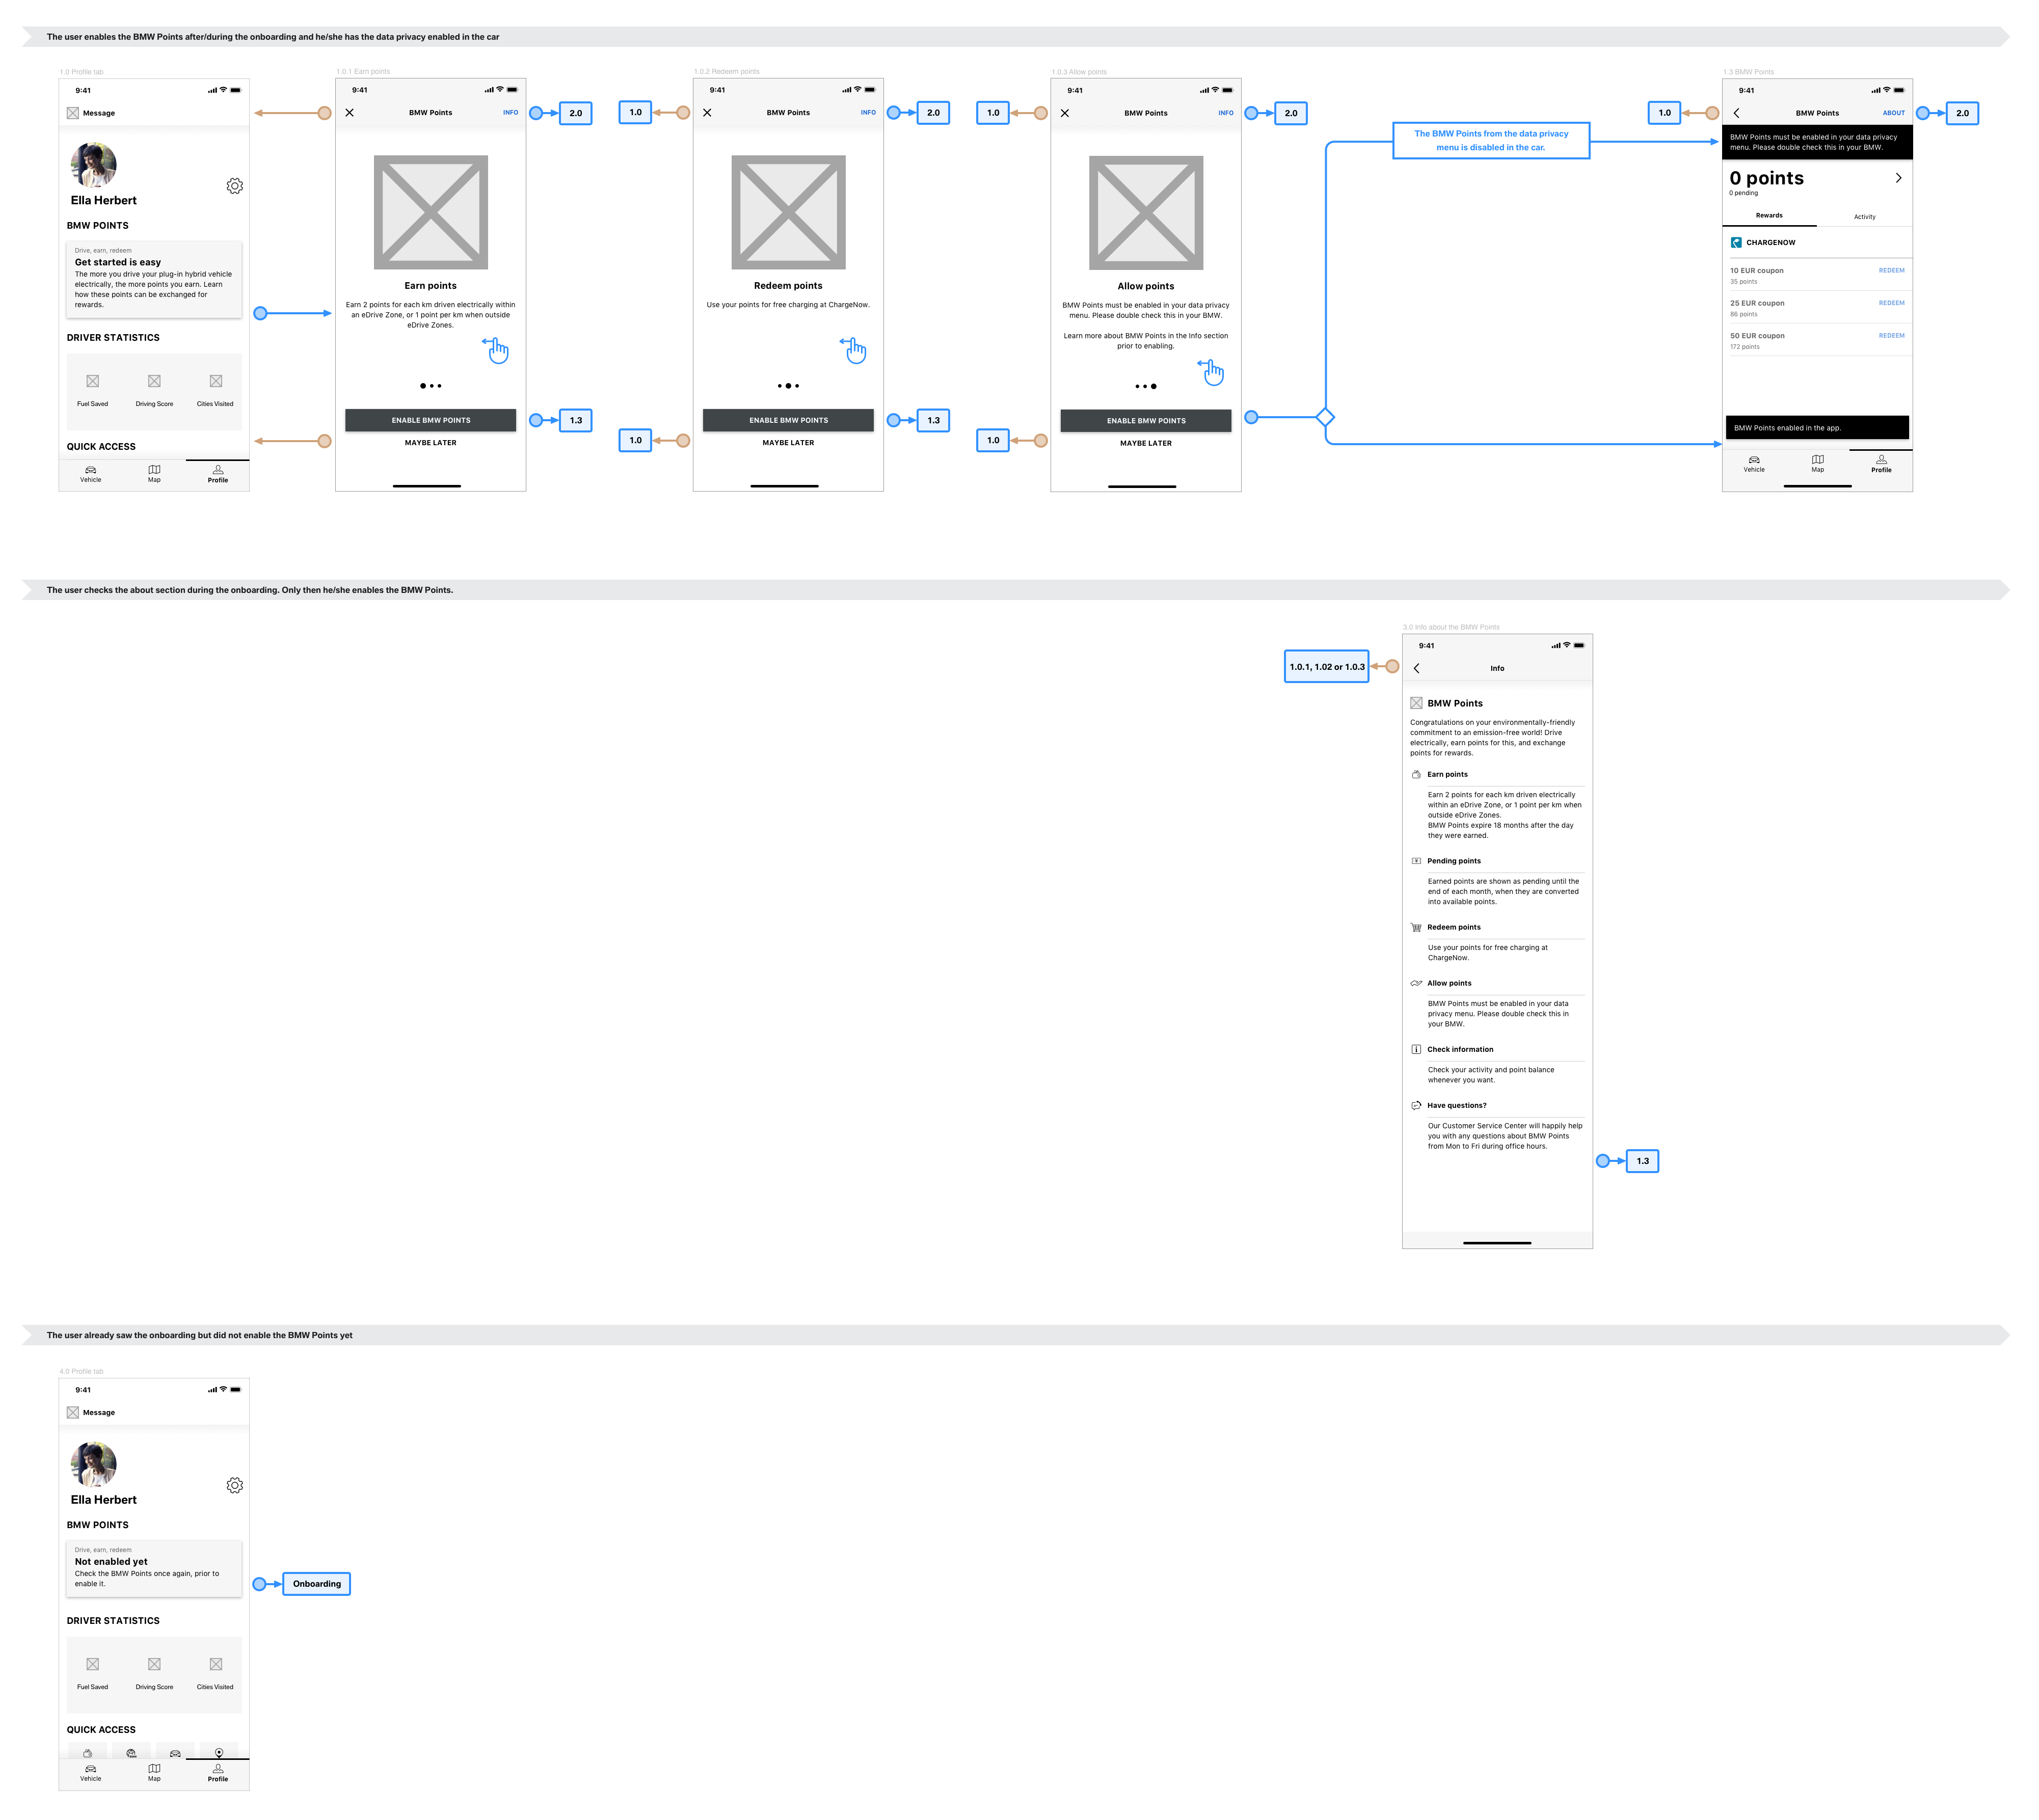 The user enables the BMW Points after/during the onboarding and he/she has the data privacy enabled in the car
1.0 Profile tab
9:41
Message
Ella Herbert
BMW POINTS
Drive, earn, redeem
Get started is easy
The more you drive your plug-in hybrid vehicle
electrically, the more points you earn. Learn
how these points can be exchanged for
rewards.
DRIVER STATISTICS
Fuel Saved
Driving Score
Cities Visited
QUICK ACCESS
Vehicle
Map
Profile
1.0.1 Earn points
9:41
BMW Points
INFO
2.0
Earn points
Earn 2 points for each km driven electrically within
an eDrive Zone, or 1 point per km when outside
eDrive Zones.
ENABLE BMW POINTS
1.3
MAYBE LATER
1.0.2 Redeem points
9:41
1.0
BMW Points
INFO
2.0
Redeem points
Use your points for free charging at ChargeNow.
ENABLE BMW POINTS
1.3
1.0
MAYBE LATER
1.0.3 Allow points
9:41
1.0
BMW Points
INFO
2.0
Allow points
BMW Points must be enabled in your data privacy
menu. Please double check this in your BMW.
Learn more about BMW Points in the Info section
prior to enabling.
ENABLE BMW POINTS
1.0
MAYBE LATER
The BMW Points from the data privacy
menu is disabled in the car.
1.3 BMW Points
9:41
1.0
BMW Points
ABOUT
2.0
BMW Points must be enabled in your data privacy
menu. Please double check this in your BMW.
0 points
0 pending
Rewards
Activity
CHARGENOW
10 EUR coupon
REDEEM
35 points
25 EUR coupon
REDEEM
86 points
50 EUR coupon
REDEEM
172 points
BMW Points enabled in the app.
Vehicle
Map
Profile
The user checks the about section during the onboarding. Only then he/she enables the BMW Points.
3.0 Info about the BMW Points
9:41
1.0.1, 1.02 or 1.0.3
Info
BMW Points
Congratulations on your environmentally-friendly
commitment to an emission-free world! Drive
electrically, earn points for this, and exchange
points for rewards.
Earn points
Earn 2 points for each km driven electrically
within an eDrive Zone, or 1 point per km when
outside eDrive Zones.
BMW Points expire 18 months after the day
they were earned.
Pending points
Earned points are shown as pending until the
end of each month, when they are converted
into available points.
Redeem points
Use your points for free charging at
ChargeNow.
Allow points
BMW Points must be enabled in your data
privacy menu. Please double check this in
your BMW.
Check information
Check your activity and point balance
whenever you want.
Have questions?
Our Customer Service Center will happily help
you with any questions about BMW Points
from Mon to Fri during office hours.
1.3
The user already saw the onboarding but did not enable the BMW Points yet
4.0 Profile tab
9:41
Message
Ella Herbert
BMW POINTS
Drive, earn, redeem
Not enabled yet
Check the BMW Points once again, prior to
enable it.
Onboarding
DRIVER STATISTICS
Fuel Saved
Driving Score
Cities Visited
QUICK ACCESS
Vehicle
Map
Profile